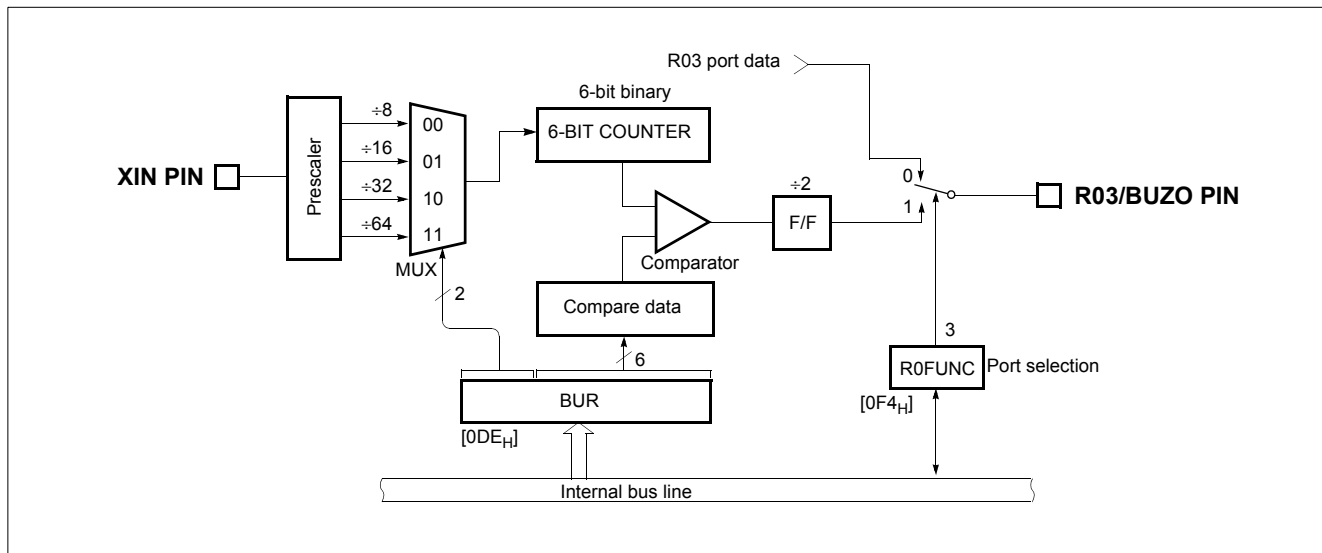 R03 port data
6-bit binary
÷8
00
6-BIT COUNTER
Prescaler
÷16
01
XIN PIN
÷32
10
÷64
11
MUX
0
1
÷2
F/F
R03/BUZO PIN
Comparator
2
Compare data
6
3
R0FUNC
Port selection
BUR
[0F4H]
[0DEH]
Internal bus line